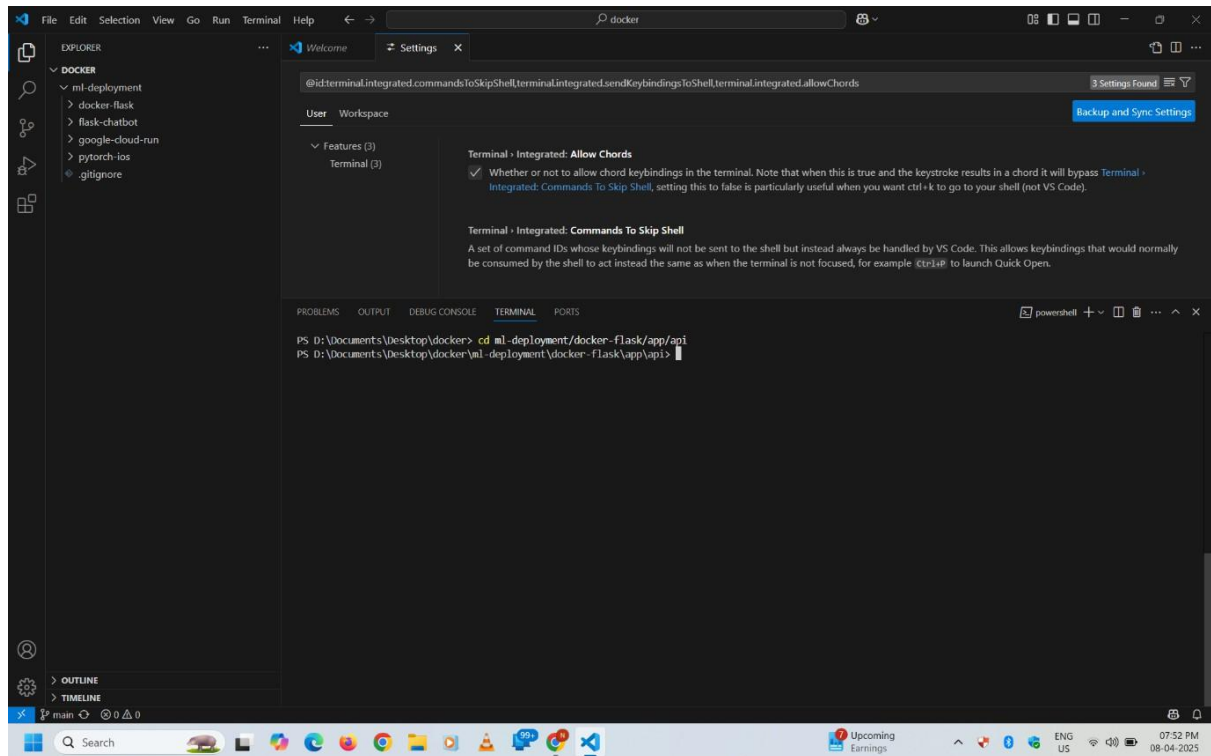 File Edit Selection View Go Run Terminal Help
docker
EXPLORER
Welcome
Settings
DOCKER
ml-deployment
docker-flask
flask-chatbot
google-cloud-run
pytorch-ios
.gitignore
@id:terminal.integrated.commandsToSkipShell,terminal.integrated.sendKeybindingsToShell,terminal.integrated.allowChords
3 Settings Found
User Workspace
Backup and Sync Settings
Features (3)
Terminal (3)
Terminal › Integrated: Allow Chords
Whether or not to allow chord keybindings in the terminal. Note that when this is true and the keystroke results in a chord it will bypass Terminal ›
Integrated: Commands To Skip Shell, setting this to false is particularly useful when you want ctrl+k to go to your shell (not VS Code).
Terminal › Integrated: Commands To Skip Shell
A set of command IDs whose keybindings will not be sent to the shell but instead always be handled by VS Code. This allows keybindings that would normally
be consumed by the shell to act instead the same as when the terminal is not focused, for example Ctrl+P to launch Quick Open.
PROBLEMS OUTPUT DEBUG CONSOLE TERMINAL PORTS
powershell
PS D:\Documents\Desktop\docker> cd ml-deployment/docker-flask/app/api
PS D:\Documents\Desktop\docker\ml-deployment\docker-flask\app\api>
OUTLINE
TIMELINE
main 0 0
Search
99+
7
Upcoming
Earnings
ENG
US
07:52 PM
08-04-2025